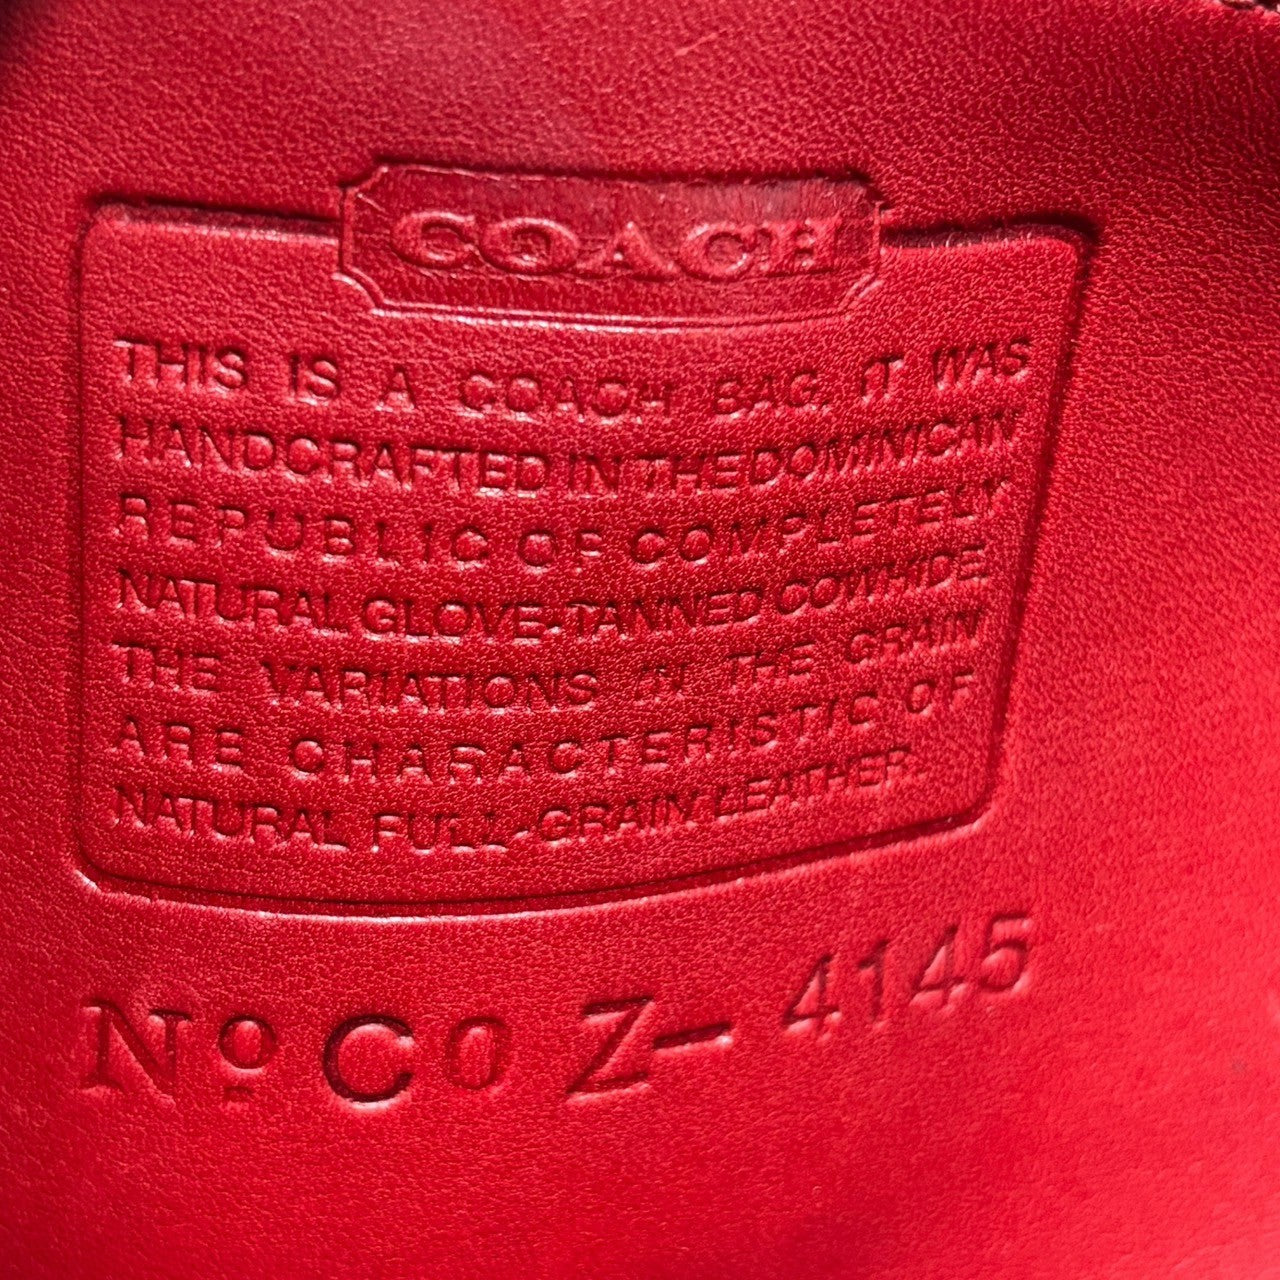 COACH
THIS IS A COACH BAG. IT WAS
HANDCRAFTED IN THE DOMINICAN
REPUBLIC OF COMPLETELY
NATURAL GLOVE-TANNED COWHIDE.
THE VARIATIONS IN THE GRAIN
ARE CHARACTERISTIC OF
NATURAL FULL-GRAIN LEATHER.
No C0Z-4145